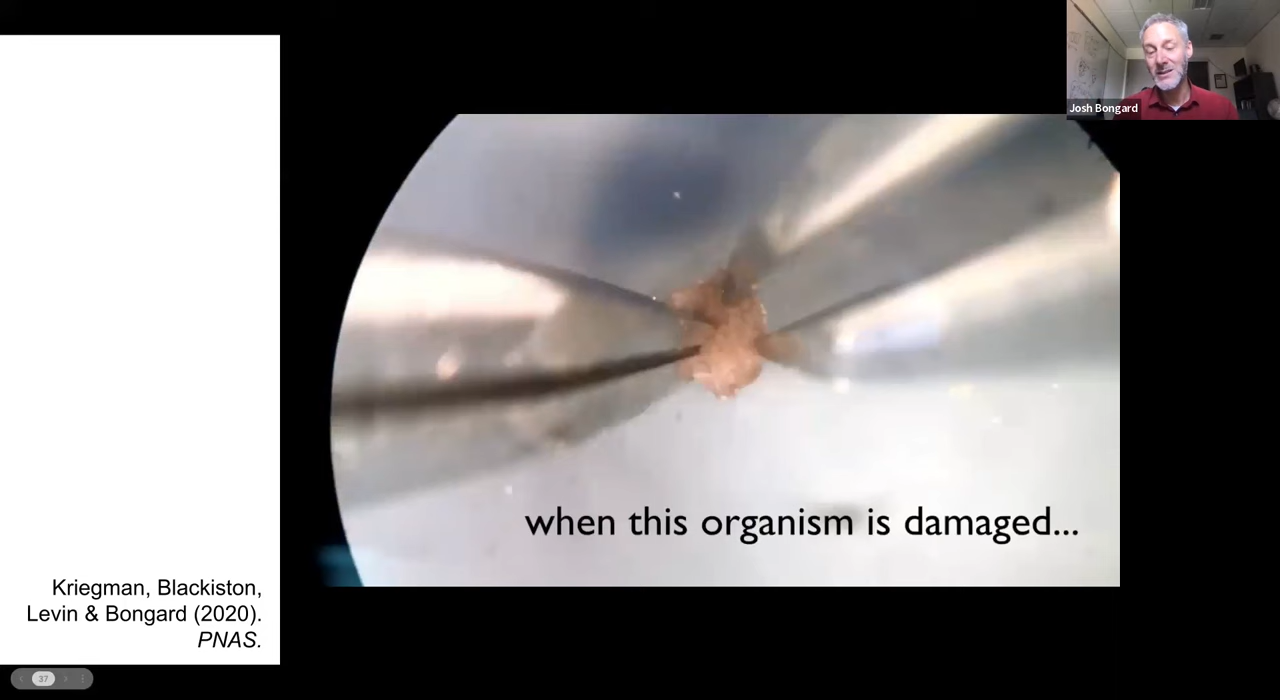 Josh Bongard
when this organism is damaged...
Kriegman, Blackiston,
Levin & Bongard (2020).
PNAS.
37